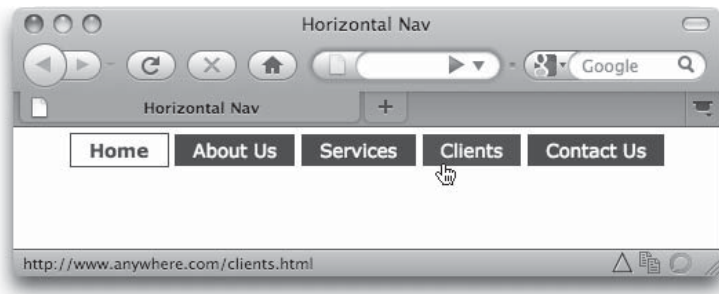 Horizontal Nav
Google
Horizontal Nav
Home About Us Services Clients Contact Us
http://www.anywhere.com/clients.html